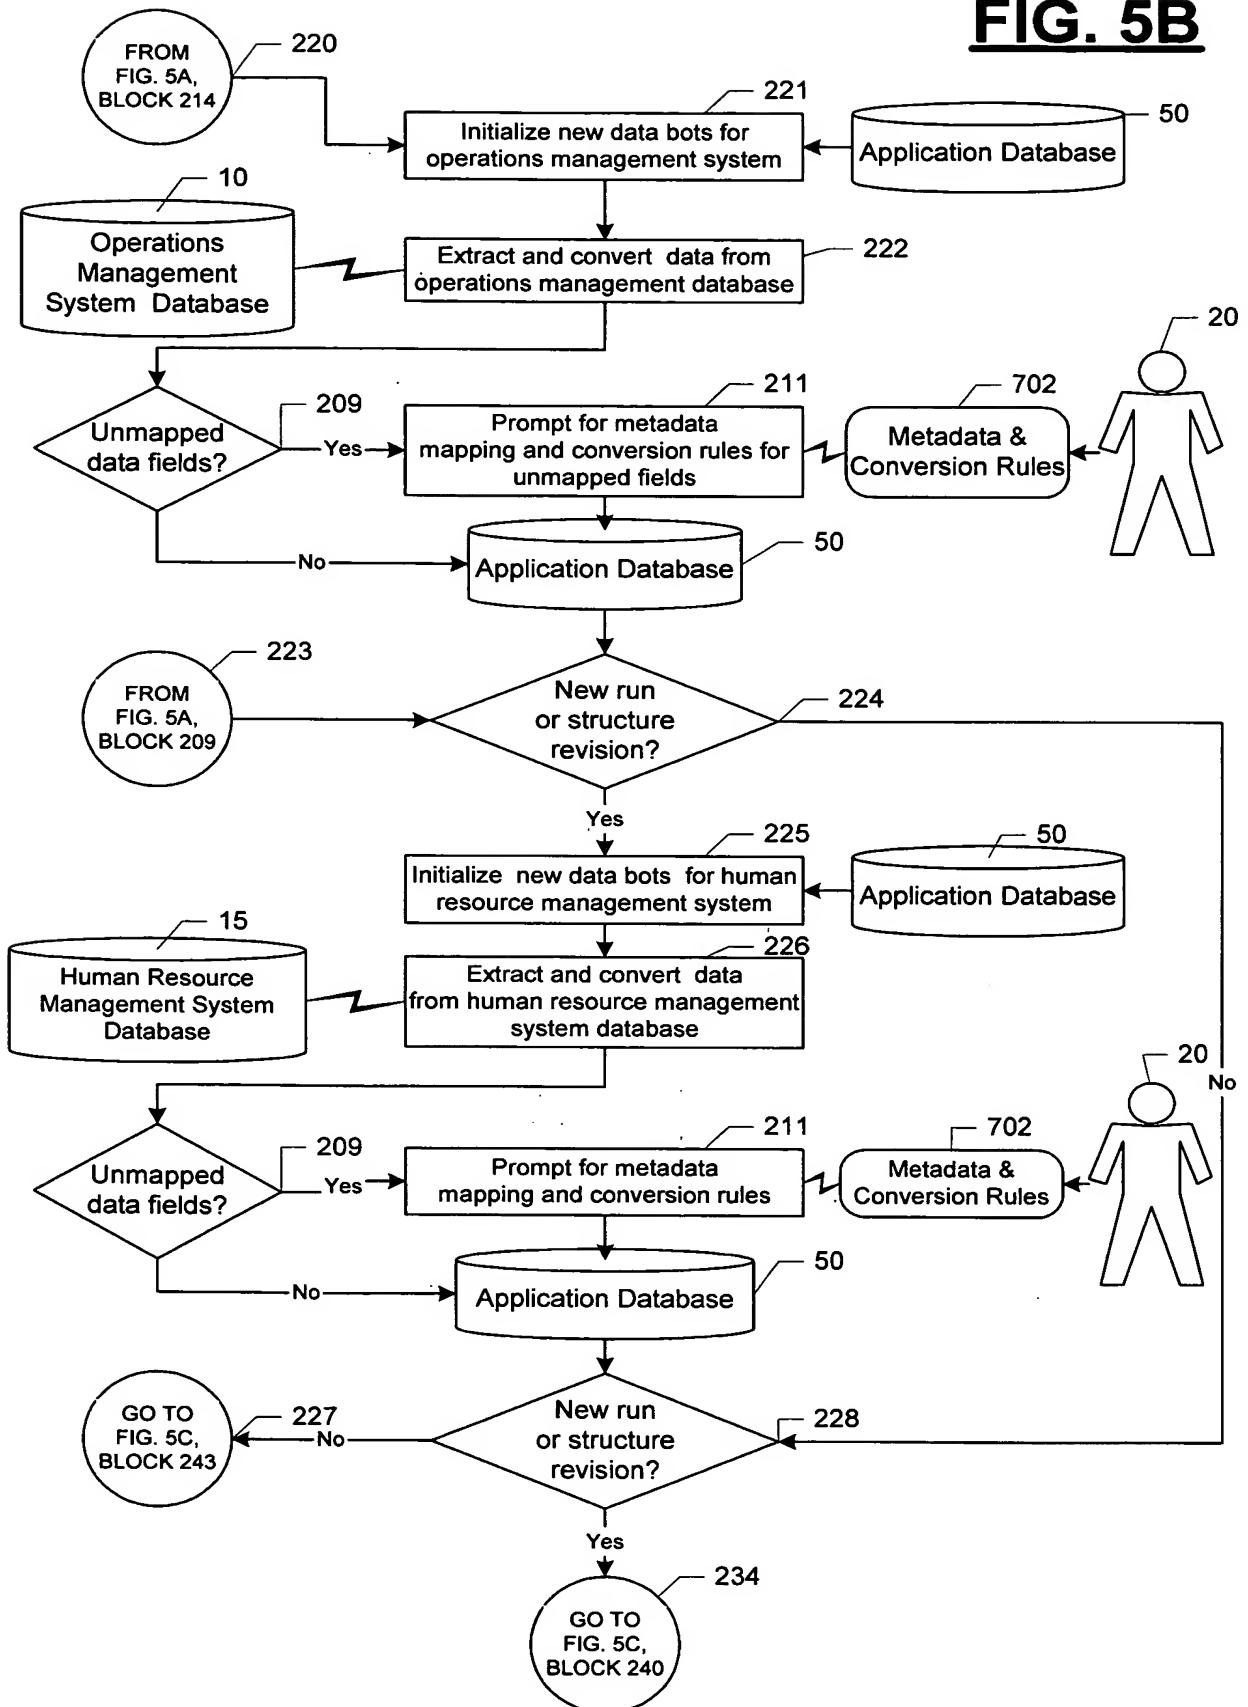 FIG. 5B
FROM
FIG. 5A,
BLOCK 214
220
221
Initialize new data bots for
operations management system
50
Application Database
10
Operations
Management
System Database
Extract and convert data from
operations management database
222
20
Unmapped
data fields?
209
Yes
211
Prompt for metadata
mapping and conversion rules for
unmapped fields
702
Metadata &
Conversion Rules
No
50
Application Database
FROM
FIG. 5A,
BLOCK 209
223
New run
or structure
revision?
224
Yes
225
Initialize new data bots for human
resource management system
50
Application Database
15
Human Resource
Management System
Database
226
Extract and convert data
from human resource management
system database
20
No
Unmapped
data fields?
209
Yes
211
Prompt for metadata
mapping and conversion rules
702
Metadata &
Conversion Rules
No
50
Application Database
GO TO
FIG. 5C,
BLOCK 243
227
No
New run
or structure
revision?
228
Yes
234
GO TO
FIG. 5C,
BLOCK 240